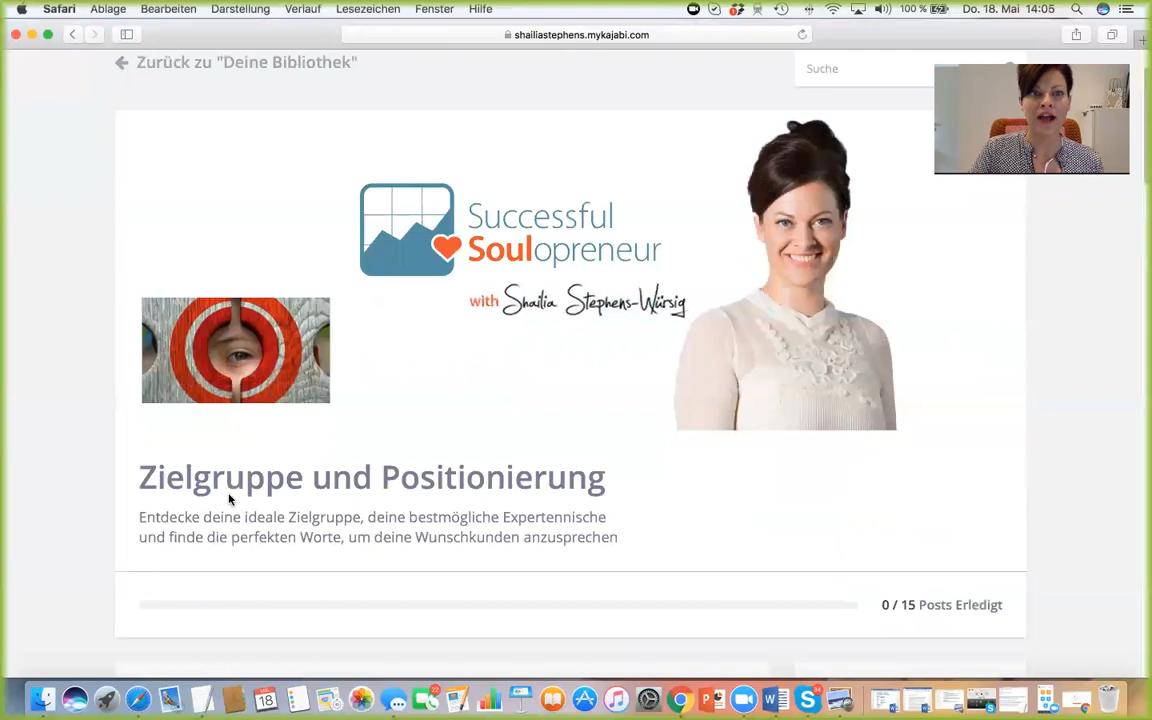 Safari Ablage Bearbeiten Darstellung Verlauf Lesezeichen Fenster Hilfe 100 % Do. 18. Mai 14:05
shailiastephens.mykajabi.com
Zurück zu "Deine Bibliothek"
Suche
Successful
Soulopreneur
with Shailia Stephens-Würsig
Zielgruppe und Positionierung
Entdecke deine ideale Zielgruppe, deine bestmögliche Expertennische
und finde die perfekten Worte, um deine Wunschkunden anzusprechen
0 / 15 Posts Erledigt